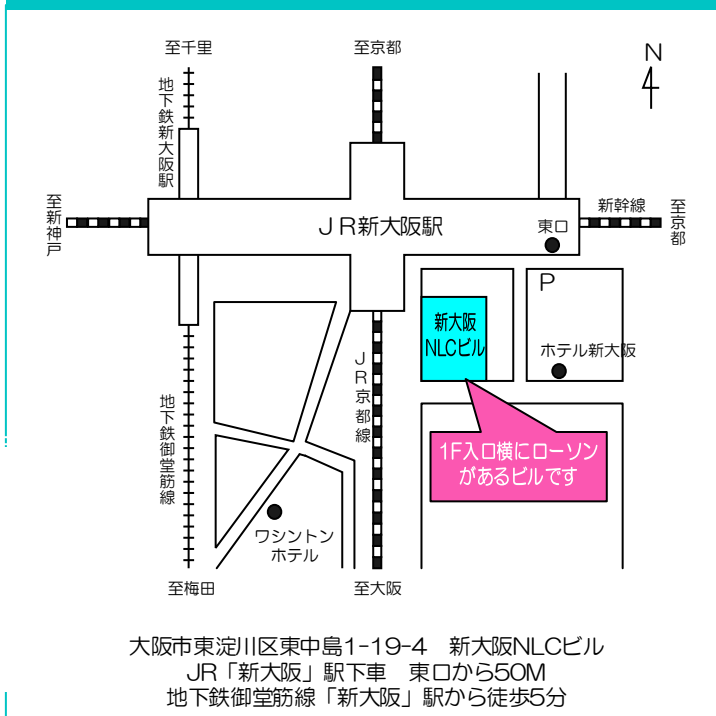 至千里
至京都
N
地下鉄新大阪駅
至新神戸
JR新大阪駅
東口
新幹線
至京都
P
新大阪
NLCビル
ホテル新大阪
JR京都線
地下鉄御堂筋線
1F入口横にローソン
があるビルです
ワシントン
ホテル
至梅田
至大阪
大阪市東淀川区東中島1-19-4　新大阪NLCビル
JR「新大阪」駅下車　東口から50M
地下鉄御堂筋線「新大阪」駅から徒歩5分